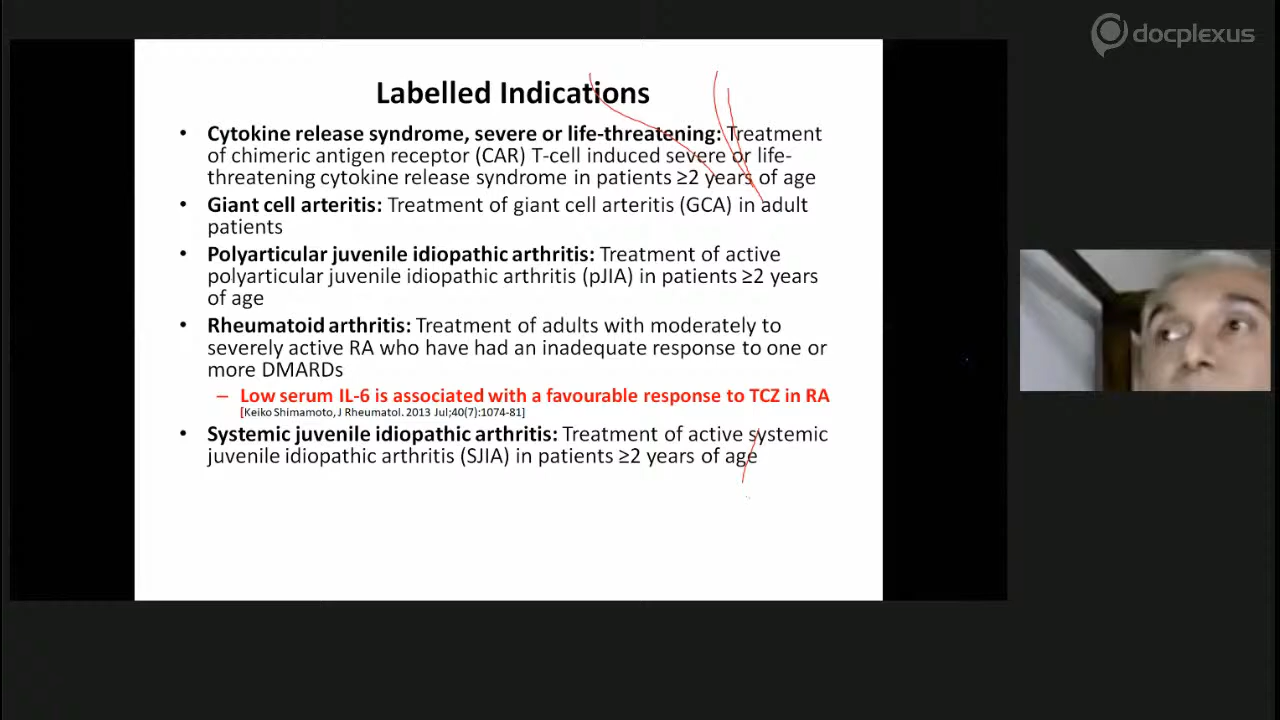 docplexus
Labelled Indications
• Cytokine release syndrome, severe or life-threatening: Treatment
of chimeric antigen receptor (CAR) T-cell induced severe or life-
threatening cytokine release syndrome in patients ≥2 years of age
• Giant cell arteritis: Treatment of giant cell arteritis (GCA) in adult
patients
• Polyarticular juvenile idiopathic arthritis: Treatment of active
polyarticular juvenile idiopathic arthritis (pJIA) in patients ≥2 years
of age
• Rheumatoid arthritis: Treatment of adults with moderately to
severely active RA who have had an inadequate response to one or
more DMARDs
– Low serum IL-6 is associated with a favourable response to TCZ in RA
[Keiko Shimamoto, J Rheumatol. 2013 Jul;40(7):1074-81]
• Systemic juvenile idiopathic arthritis: Treatment of active systemic
juvenile idiopathic arthritis (SJIA) in patients ≥2 years of age